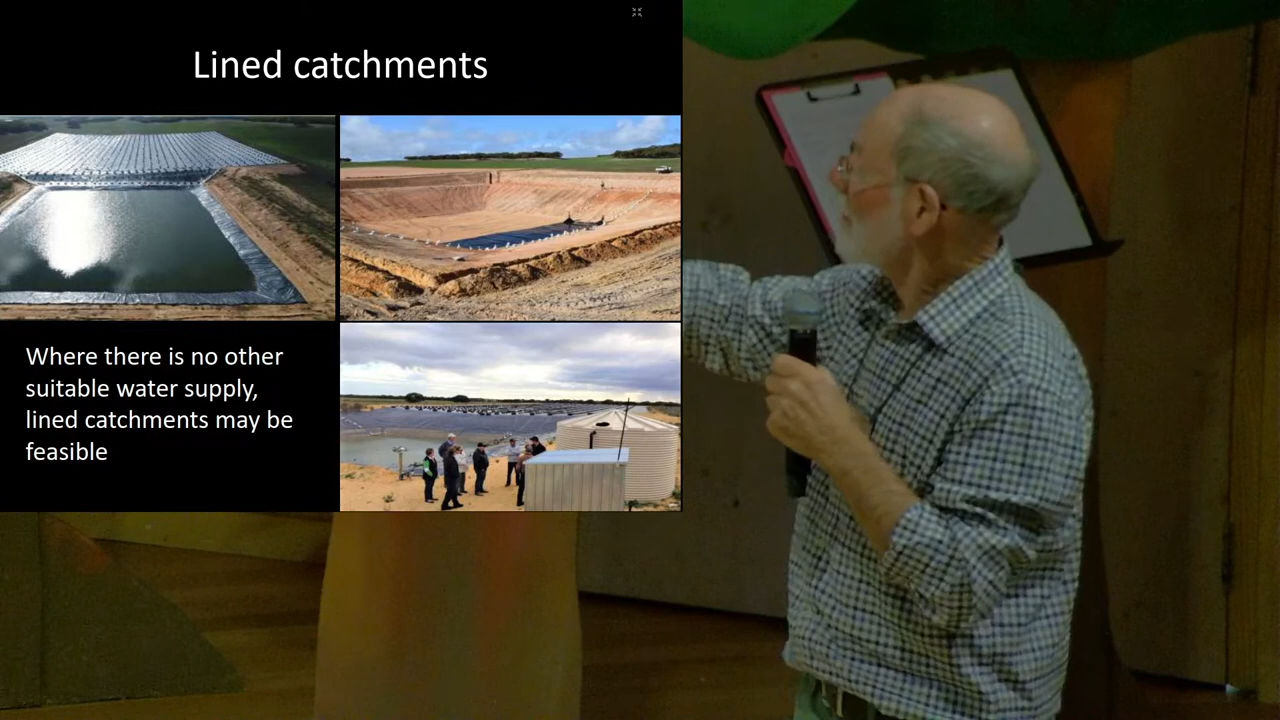 Lined catchments
Where there is no other
suitable water supply,
lined catchments may be
feasible